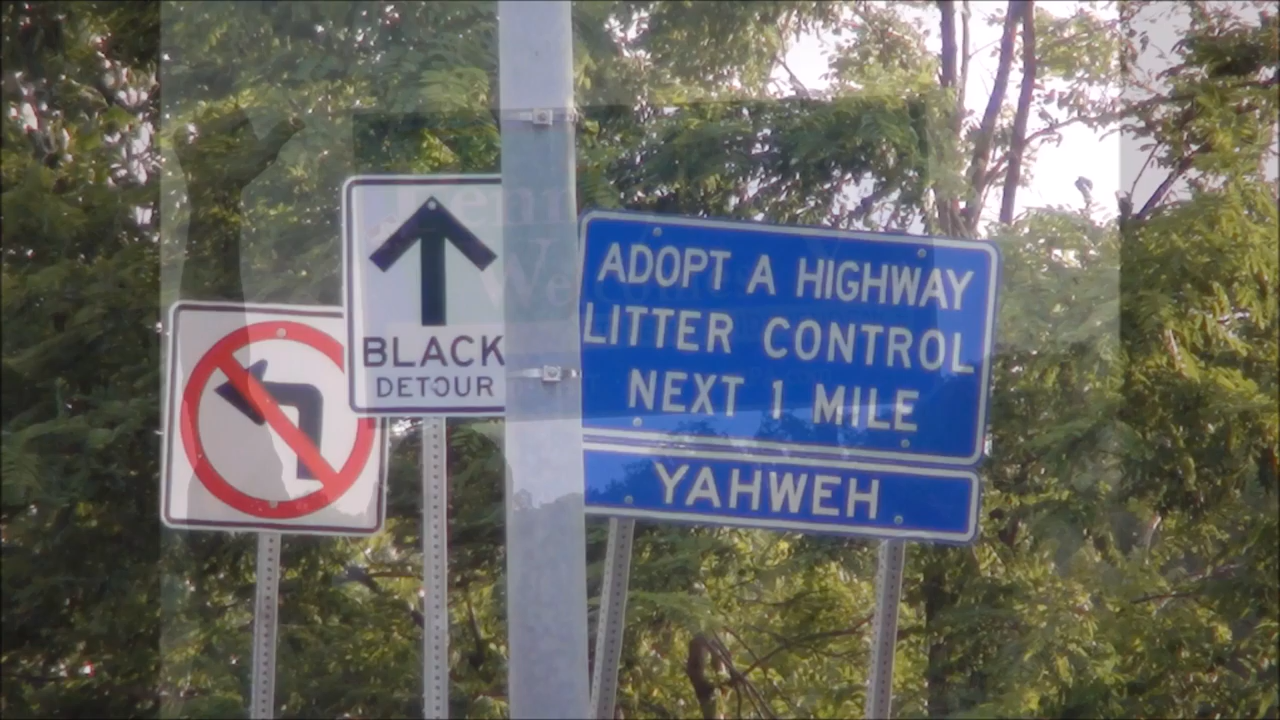 BLACK
DETOUR
ADOPT A HIGHWAY
LITTER CONTROL
NEXT 1 MILE
YAHWEH